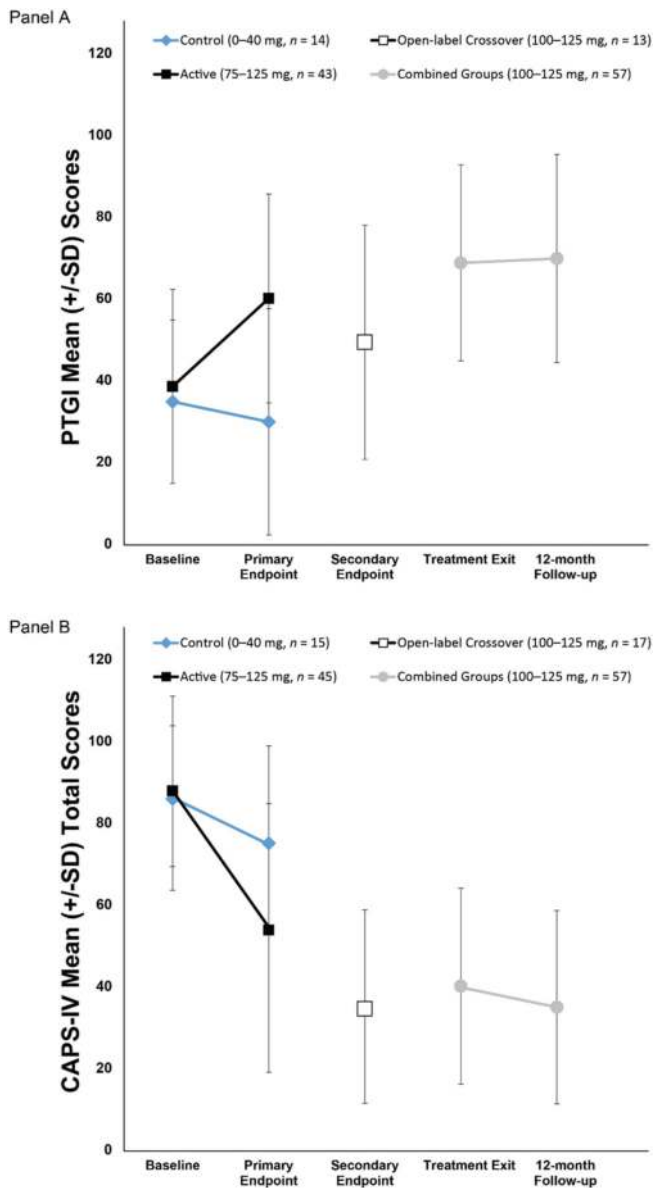 Panel A
Control (0–40 mg, n = 14)
Open-label Crossover (100–125 mg, n = 13)
Active (75–125 mg, n = 43)
Combined Groups (100–125 mg, n = 57)
PTGI Mean (+/-SD) Scores
120
100
80
60
40
20
0
Baseline
Primary
Endpoint
Secondary
Endpoint
Treatment Exit
12-month
Follow-up
Panel B
Control (0–40 mg, n = 15)
Open-label Crossover (100–125 mg, n = 17)
Active (75–125 mg, n = 45)
Combined Groups (100–125 mg, n = 57)
CAPS-IV Mean (+/-SD) Total Scores
120
100
80
60
40
20
0
Baseline
Primary
Endpoint
Secondary
Endpoint
Treatment Exit
12-month
Follow-up